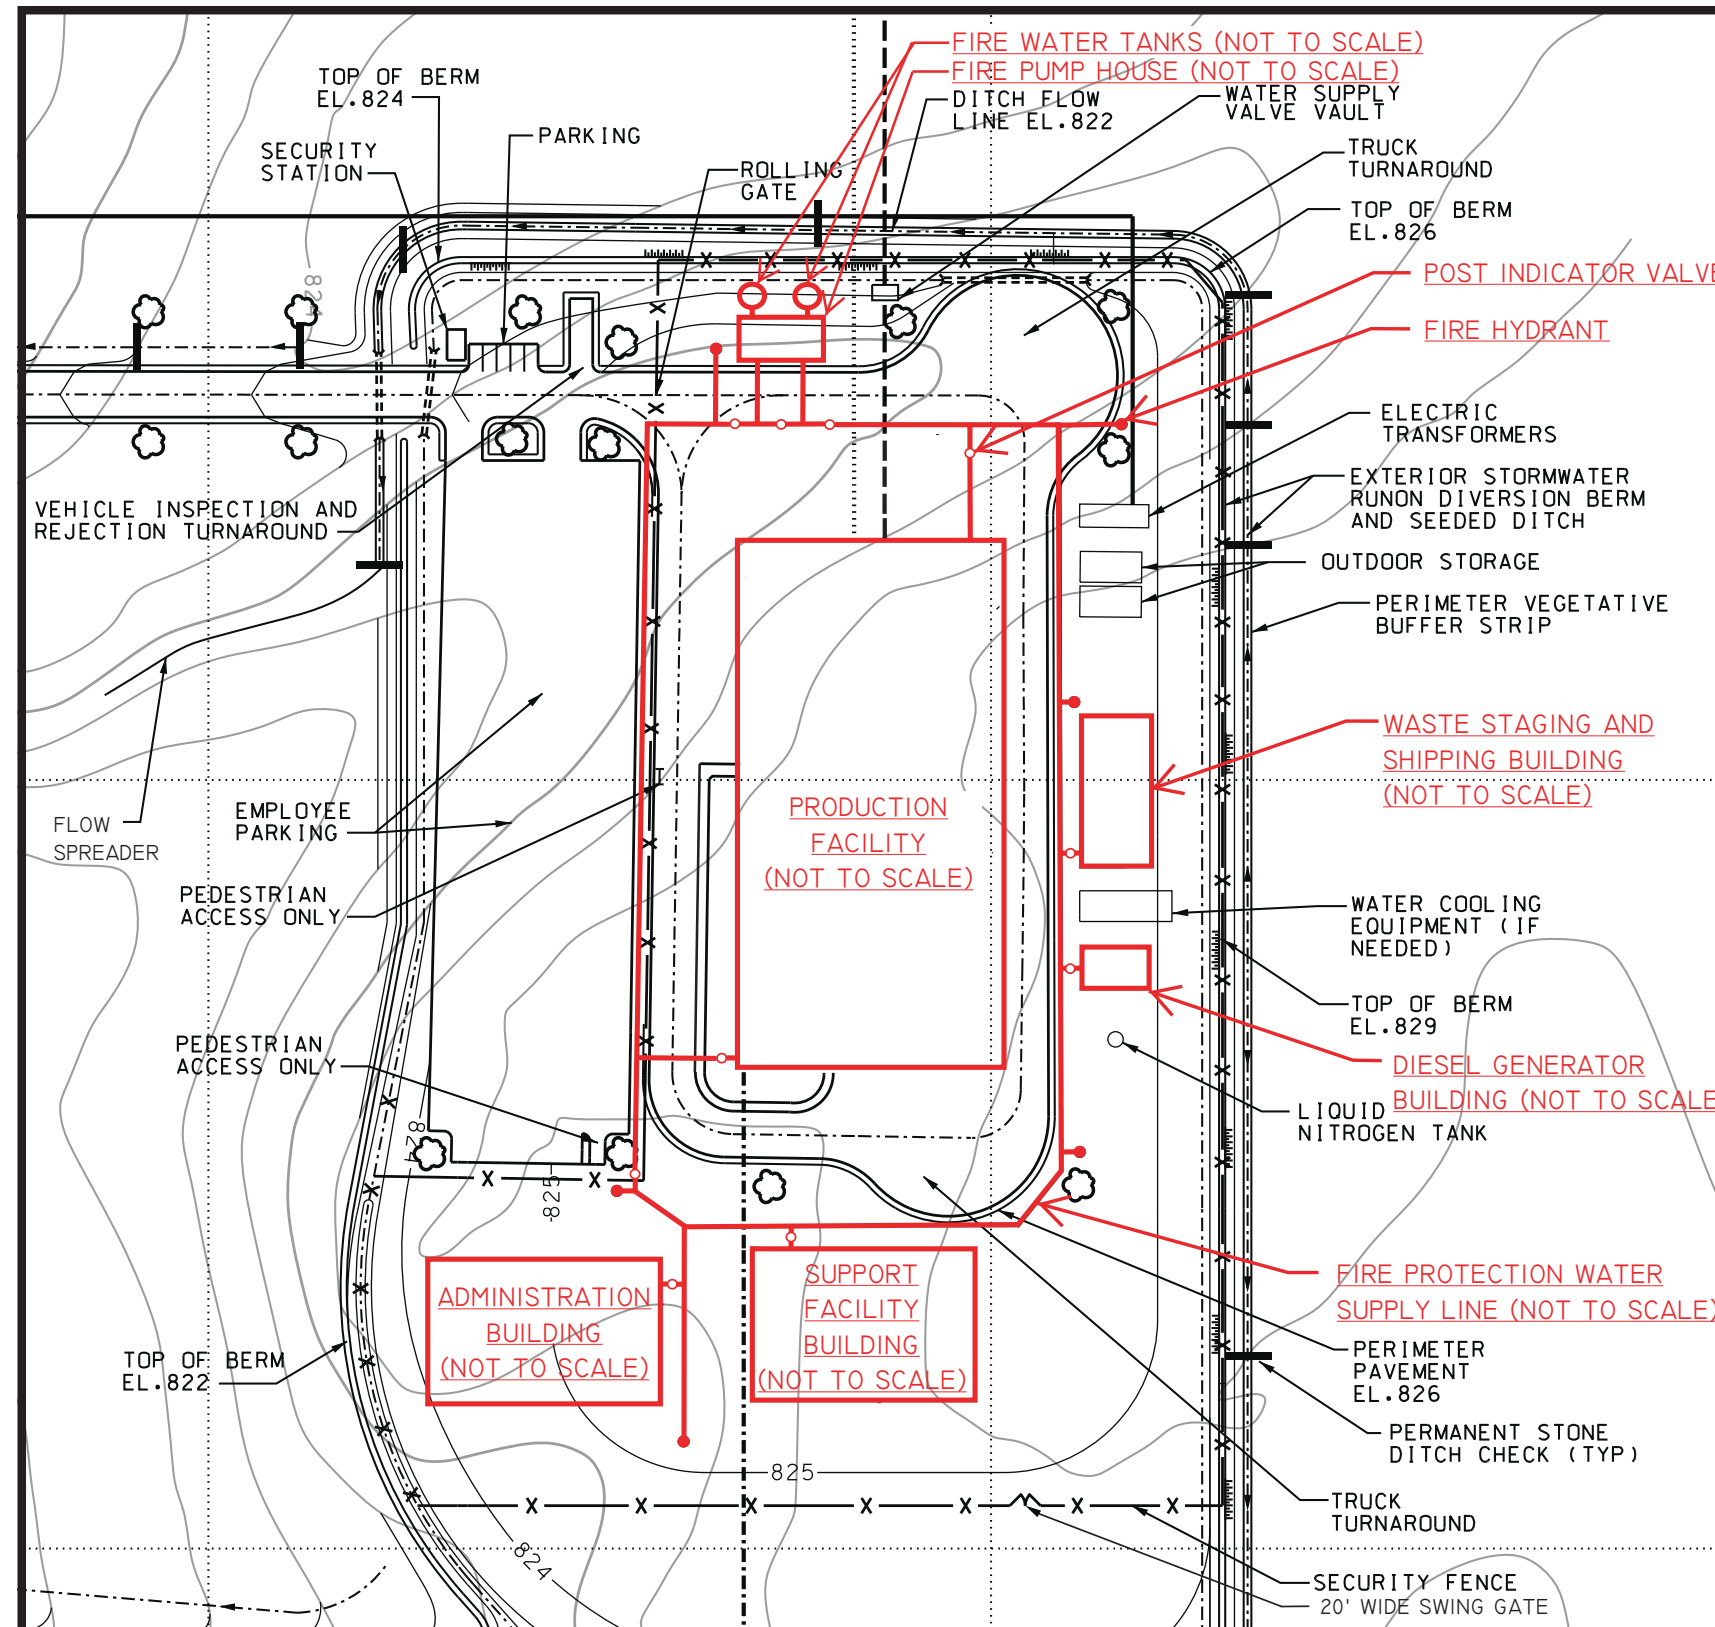 FIRE WATER TANKS (NOT TO SCALE)
FIRE PUMP HOUSE (NOT TO SCALE)
TOP OF BERM
EL.824
DITCH FLOW
LINE EL.822
WATER SUPPLY
VALVE VAULT
PARKING
SECURITY
STATION
ROLLING
GATE
TRUCK
TURNAROUND
TOP OF BERM
EL.826
POST INDICATOR VALVE
824
FIRE HYDRANT
ELECTRIC
TRANSFORMERS
VEHICLE INSPECTION AND
REJECTION TURNAROUND
EXTERIOR STORMWATER
RUNON DIVERSION BERM
AND SEEDED DITCH
OUTDOOR STORAGE
PERIMETER VEGETATIVE
BUFFER STRIP
WASTE STAGING AND
SHIPPING BUILDING
(NOT TO SCALE)
PRODUCTION
FACILITY
(NOT TO SCALE)
EMPLOYEE
PARKING
FLOW
SPREADER
PEDESTRIAN
ACCESS ONLY
WATER COOLING
EQUIPMENT (IF
NEEDED)
TOP OF BERM
EL.829
PEDESTRIAN
ACCESS ONLY
DIESEL GENERATOR
BUILDING (NOT TO SCALE
LIQUID
NITROGEN TANK
824
825
FIRE PROTECTION WATER
SUPPLY LINE (NOT TO SCALE)
ADMINISTRATION
BUILDING
(NOT TO SCALE)
SUPPORT
FACILITY
BUILDING
(NOT TO SCALE)
TOP OF BERM
EL.822
PERIMETER
PAVEMENT
EL.826
PERMANENT STONE
DITCH CHECK (TYP)
825
TRUCK
TURNAROUND
824
SECURITY FENCE
20' WIDE SWING GATE